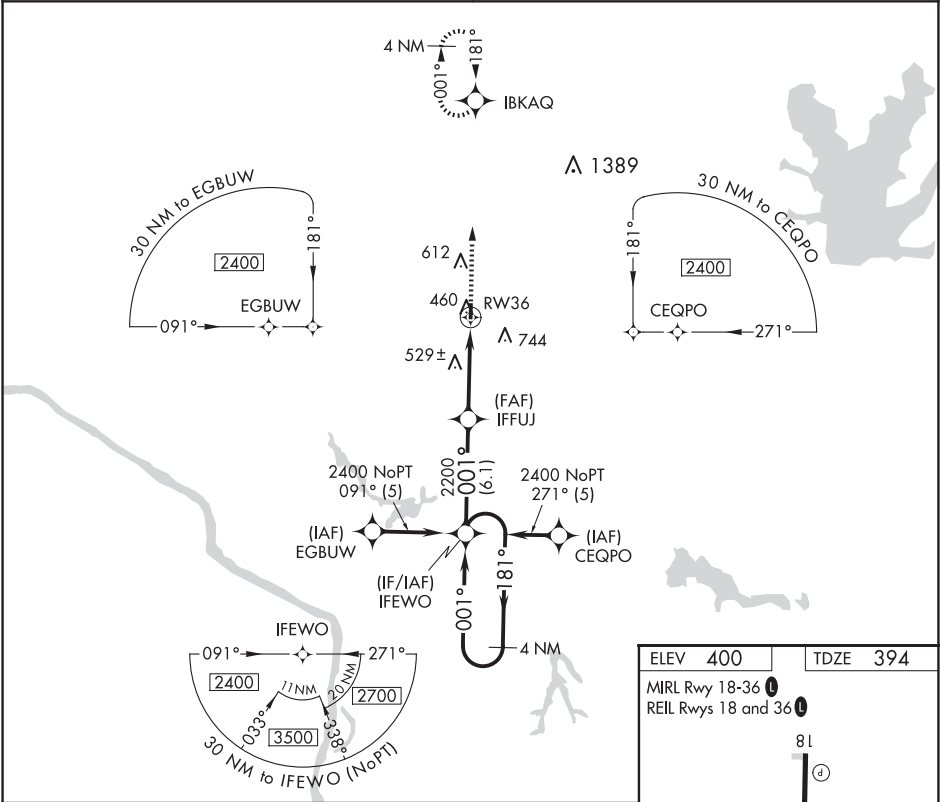 4 NM
181°
001°
IBKAQ
1389
30 NM to EGBUW
181°
2400
EGBUW
091°
30 NM to CEQPO
181°
2400
CEQPO
271°
612
460
RW36
744
529±
(FAF)
IFFUJ
2200
001°
(6.1)
2400 NoPT
091° (5)
2400 NoPT
271° (5)
(IAF)
EGBUW
(IAF)
CEQPO
(IF/IAF)
IFEWO
001°
181°
4 NM
IFEWO
091°
271°
2400
11 NM
20 NM
2700
033°
338°
3500
30 NM to IFEWO (NoPT)
ELEV 400
TDZE 394
MIRL Rwy 18-36 L
REIL Rwys 18 and 36 L
18
P